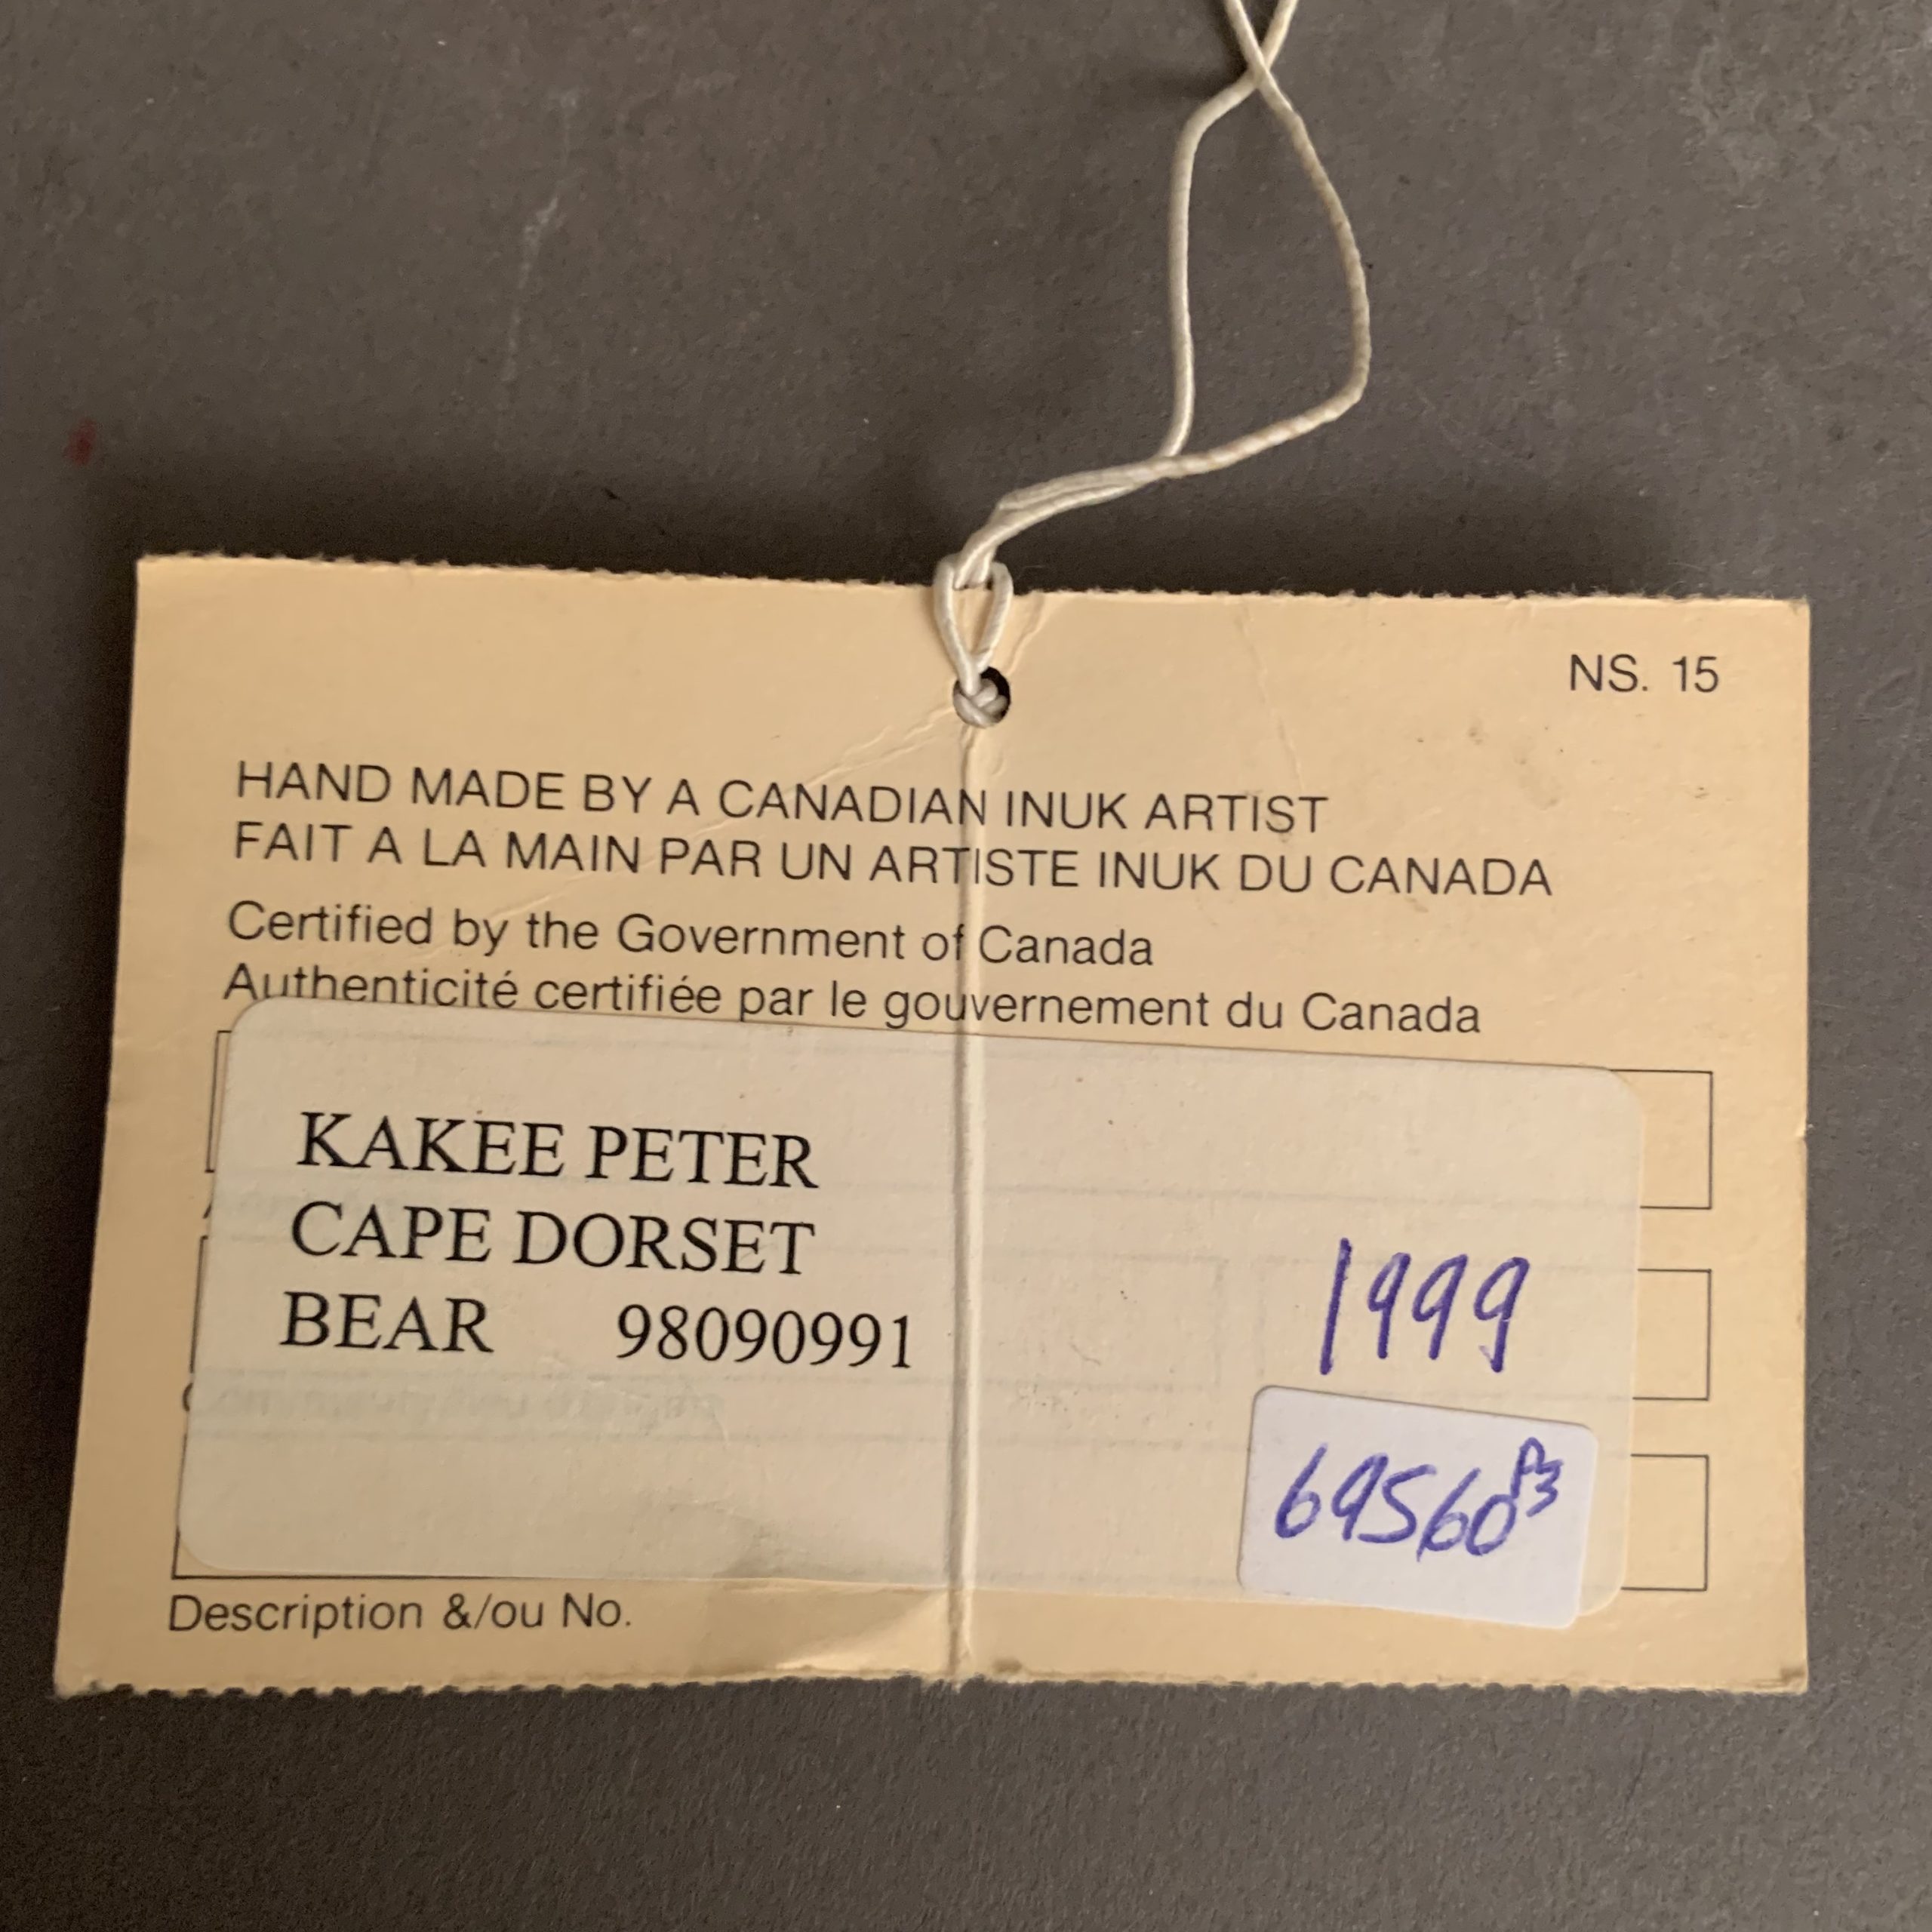 NS. 15
HAND MADE BY A CANADIAN INUK ARTIST
FAIT A LA MAIN PAR UN ARTISTE INUK DU CANADA
Certified by the Government of Canada
Authenticité certifiée par le gouvernement du Canada
KAKEE PETER
CAPE DORSET
BEAR 98090991
1999
69560
Description &/ou No.